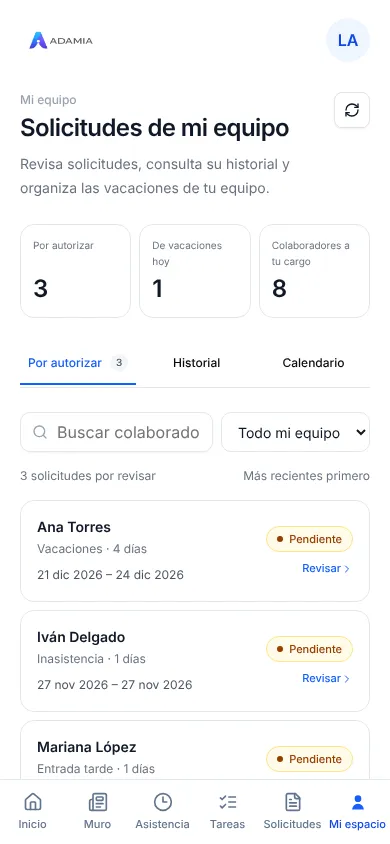 ADAMIA
LA
Mi equipo
Solicitudes de mi equipo
Revisa solicitudes, consulta su historial y
organiza las vacaciones de tu equipo.
Por autorizar
3
De vacaciones
hoy
1
Colaboradores a
tu cargo
8
Por autorizar 3
Historial
Calendario
Buscar colaborado
Todo mi equipo
3 solicitudes por revisar
Más recientes primero
Ana Torres
Vacaciones · 4 días
21 dic 2026 – 24 dic 2026
Pendiente
Revisar
Iván Delgado
Inasistencia · 1 días
27 nov 2026 – 27 nov 2026
Pendiente
Revisar
Mariana López
Entrada tarde · 1 días
Pendiente
Inicio
Muro
Asistencia
Tareas
Solicitudes
Mi espacio